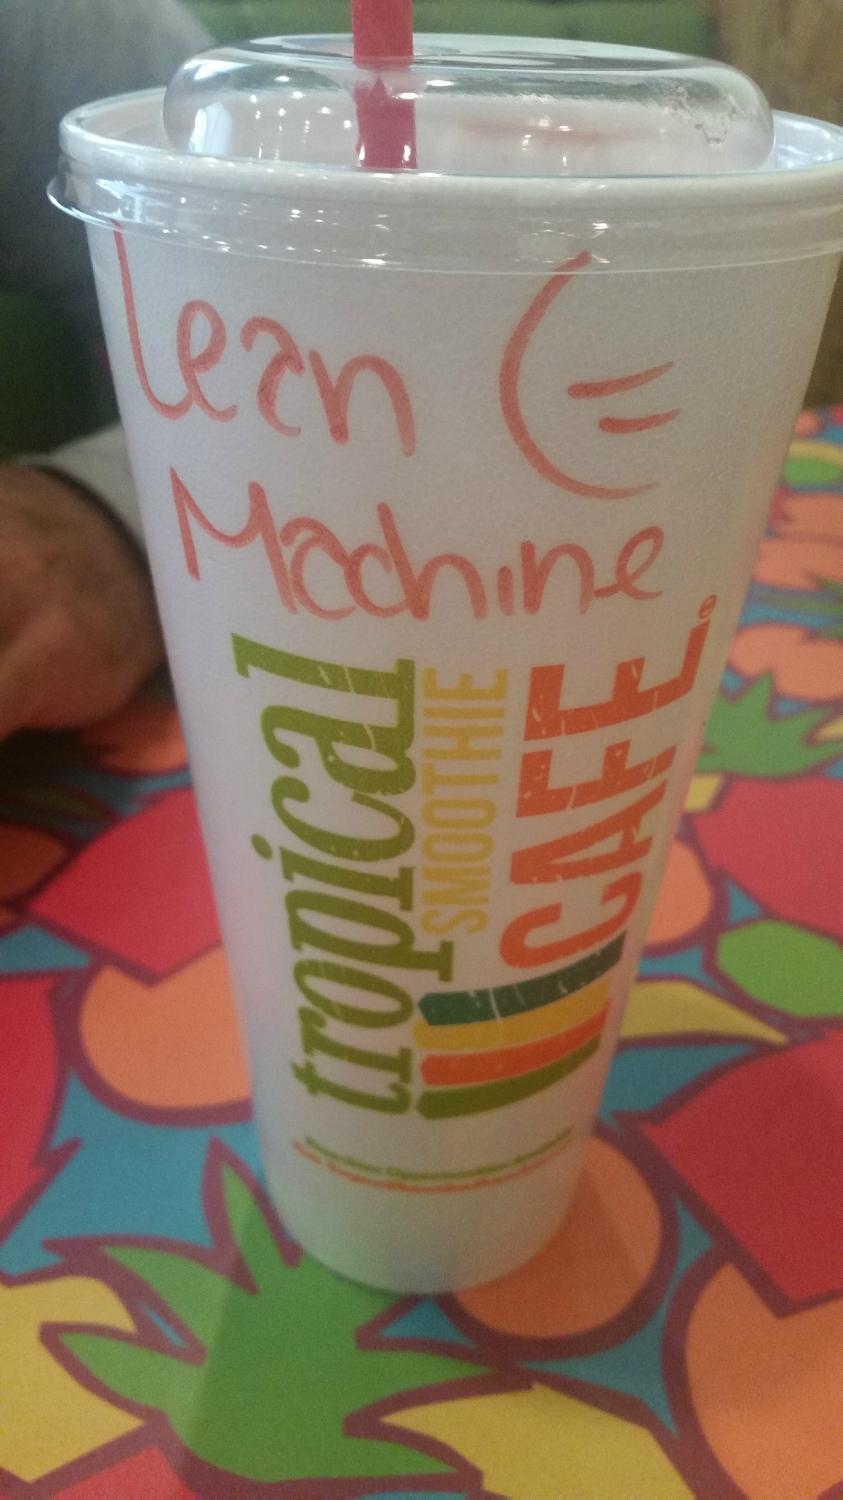 Lean
Machine
tropical
SMOOTHIE
CAFE®